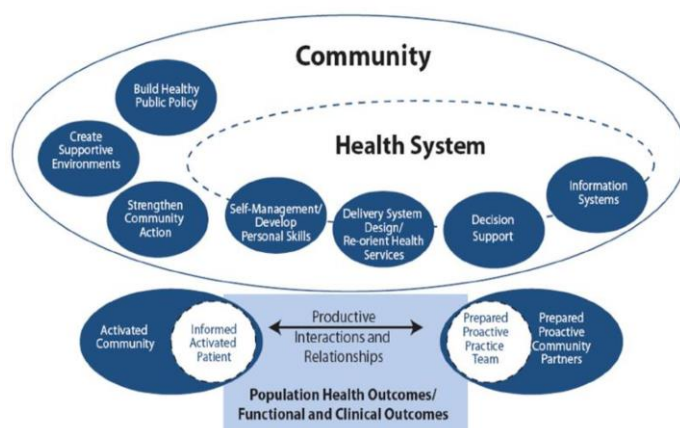 Community
Build Healthy
Public Policy
Create
Supportive
Environments
Strengthen
Community
Action
Health System
Self-Management/
Develop
Personal Skills
Delivery System
Design/
Re-orient Health
Services
Decision
Support
Information
Systems
Activated
Community
Informed
Activated
Patient
Productive
Interactions and
Relationships
Prepared
Proactive
Practice
Team
Prepared
Proactive
Community
Partners
Population Health Outcomes/
Functional and Clinical Outcomes